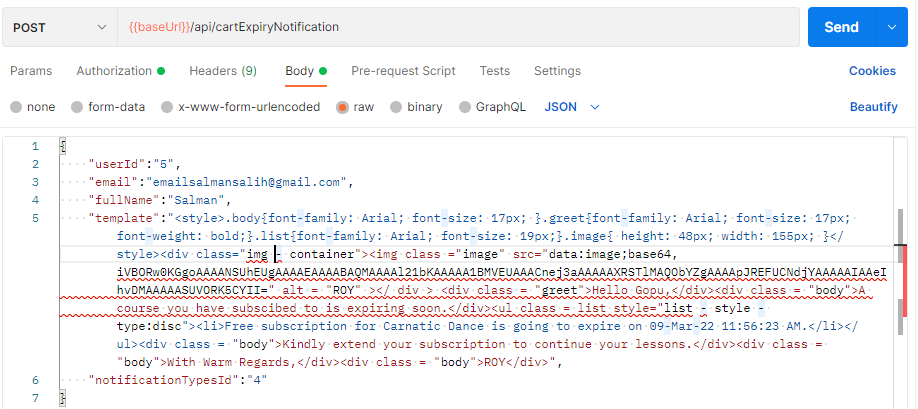 POST {{baseUrl}}/api/cartExpiryNotification Send
Params Authorization Headers (9) Body Pre-request Script Tests Settings Cookies
none form-data x-www-form-urlencoded raw binary GraphQL JSON Beautify
1 {
2 "userId":"5",
3 "email":"emailsalmansalih@gmail.com",
4 "fullName":"Salman",
5 "template":"<style>.body{font-family: Arial; font-size: 17px; }.greet{font-family: Arial; font-size: 17px;
font-weight: bold;}.list{font-family: Arial; font-size: 19px;}.image{ height: 48px; width: 155px; }</
style><div class="img - container"><img class ="image" src="data:image;base64,
iVBORw0KGgoAAAANSUhEUgAAAAEAAAABAQMAAAAl21bKAAAAA1BMVEUAAACnej3aAAAAAXRSTlMAQObYZgAAAApJREFUCNdjYAAAAAIAAeI
hvDMAAAAASUVORK5CYII=" alt = "ROY" ></ div > <div class = "greet">Hello Gopu,</div><div class = "body">A
course you have subscibed to is expiring soon.</div><ul class = list style="list - style -
type:disc"><li>Free subscription for Carnatic Dance is going to expire on 09-Mar-22 11:56:23 AM.</li></
ul><div class = "body">Kindly extend your subscription to continue your lessons.</div><div class =
"body">With Warm Regards,</div><div class = "body">ROY</div>",
6 "notificationTypesId":"4"
7 }